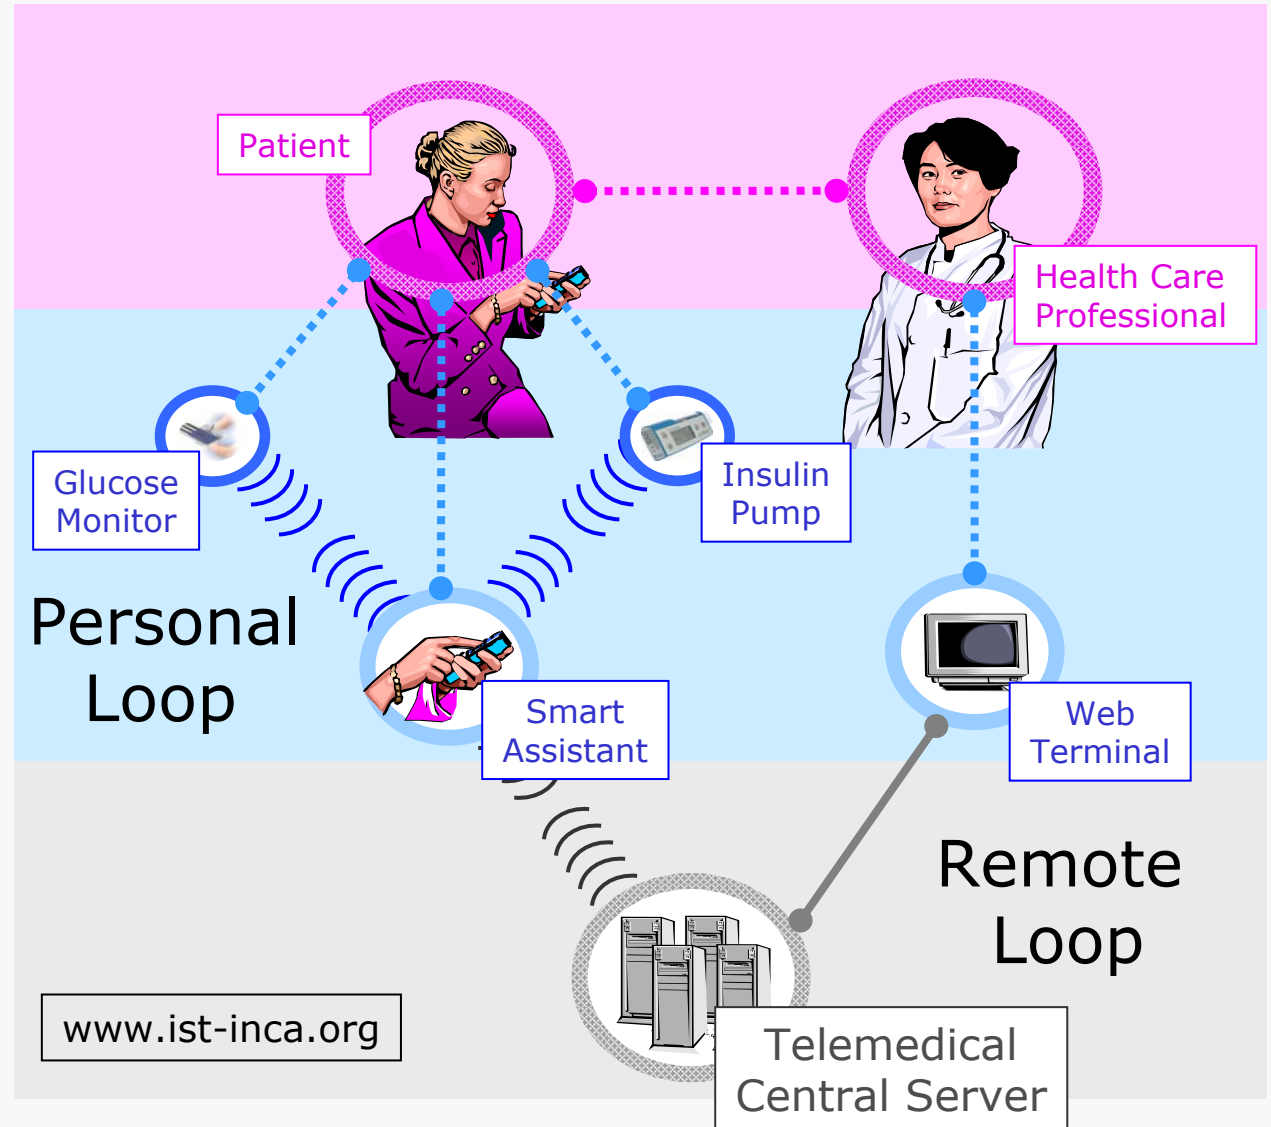 Patient
Health Care
Professional
Glucose
Monitor
Insulin
Pump
Personal
Loop
Smart
Assistant
Web
Terminal
Remote
Loop
www.ist-inca.org
Telemedical
Central Server